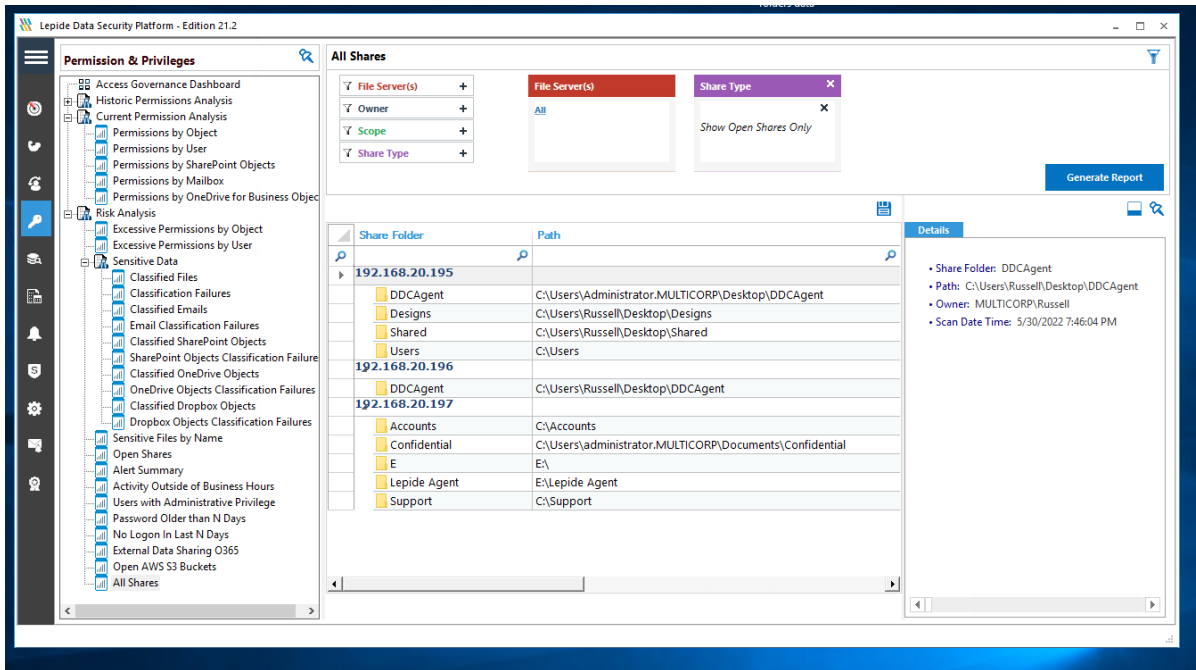 folders data
Lepide Data Security Platform - Edition 21.2
Permission & Privileges
Access Governance Dashboard
Historic Permissions Analysis
Current Permission Analysis
Permissions by Object
Permissions by User
Permissions by SharePoint Objects
Permissions by Mailbox
Permissions by OneDrive for Business Objec
Risk Analysis
Excessive Permissions by Object
Excessive Permissions by User
Sensitive Data
Classified Files
Classification Failures
Classified Emails
Email Classification Failures
Classified SharePoint Objects
SharePoint Objects Classification Failure
Classified OneDrive Objects
OneDrive Objects Classification Failures
Classified Dropbox Objects
Dropbox Objects Classification Failures
Sensitive Files by Name
Open Shares
Alert Summary
Activity Outside of Business Hours
Users with Administrative Privilege
Password Older than N Days
No Logon In Last N Days
External Data Sharing O365
Open AWS S3 Buckets
All Shares
All Shares
File Server(s) +
Owner +
Scope +
Share Type +
File Server(s)
All
Share Type
Show Open Shares Only
Generate Report
Share Folder Path
192.168.20.195
DDCAgent C:\Users\Administrator.MULTICORP\Desktop\DDCAgent
Designs C:\Users\Russell\Desktop\Designs
Shared C:\Users\Russell\Desktop\Shared
Users C:\Users
192.168.20.196
DDCAgent C:\Users\Russell\Desktop\DDCAgent
192.168.20.197
Accounts C:\Accounts
Confidential C:\Users\administrator.MULTICORP\Documents\Confidential
E E:\
Lepide Agent E:\Lepide Agent
Support C:\Support
Details
• Share Folder: DDCAgent
• Path: C:\Users\Russell\Desktop\DDCAgent
• Owner: MULTICORP\Russell
• Scan Date Time: 5/30/2022 7:46:04 PM